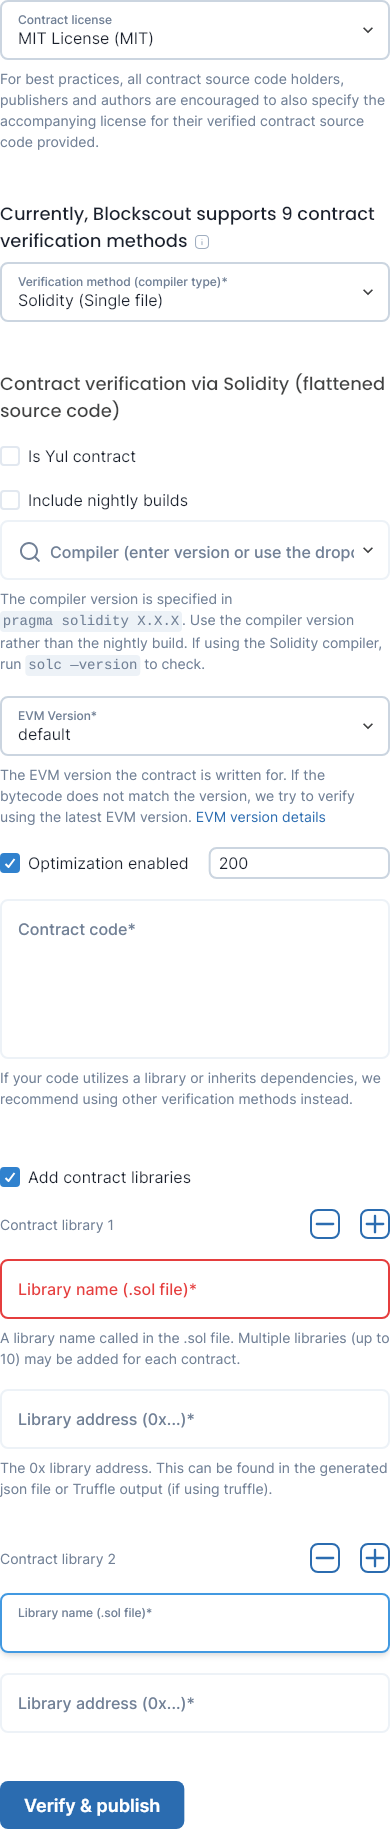 Contract license
MIT License (MIT)
For best practices, all contract source code holders,
publishers and authors are encouraged to also specify the
accompanying license for their verified contract source
code provided.
Currently, Blockscout supports 9 contract
verification methods
Verification method (compiler type)*
Solidity (Single file)
Contract verification via Solidity (flattened
source code)
Is Yul contract
Include nightly builds
Compiler (enter version or use the dropd
The compiler version is specified in
pragma solidity X.X.X. Use the compiler version
rather than the nightly build. If using the Solidity compiler,
run solc —version to check.
EVM Version*
default
The EVM version the contract is written for. If the
bytecode does not match the version, we try to verify
using the latest EVM version. EVM version details
Optimization enabled 200
Contract code*
If your code utilizes a library or inherits dependencies, we
recommend using other verification methods instead.
Add contract libraries
Contract library 1
Library name (.sol file)*
A library name called in the .sol file. Multiple libraries (up to
10) may be added for each contract.
Library address (0x...)*
The 0x library address. This can be found in the generated
json file or Truffle output (if using truffle).
Contract library 2
Library name (.sol file)*
Library address (0x...)*
Verify & publish